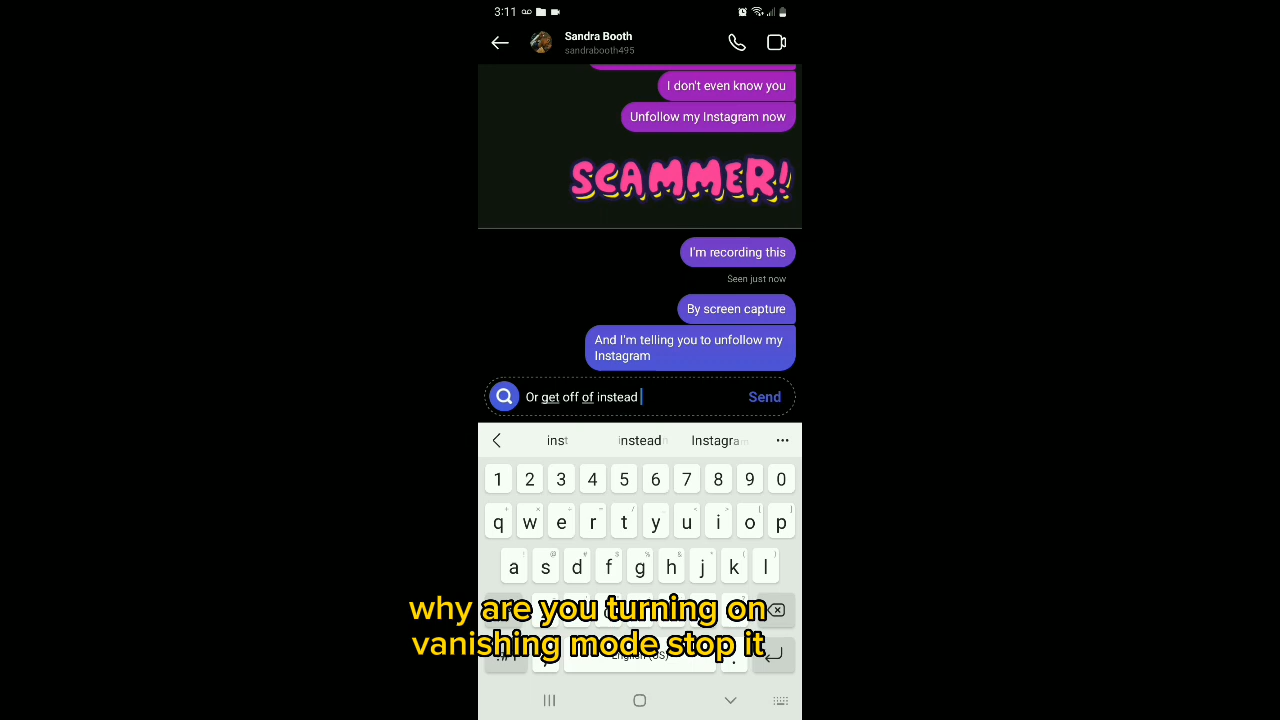 3:11
Sandra Booth
sandrabooth495
I don't even know you
Unfollow my Instagram now
SCAMMER!
I'm recording this
Seen just now
By screen capture
And I'm telling you to unfollow my
Instagram
Or get off of instead
Send
inst instead Instagram
1 2 3 4 5 6 7 8 9 0
q w e r t y u i o p
a s d f g h j k l
why are you turning on
vanishing mode stop it